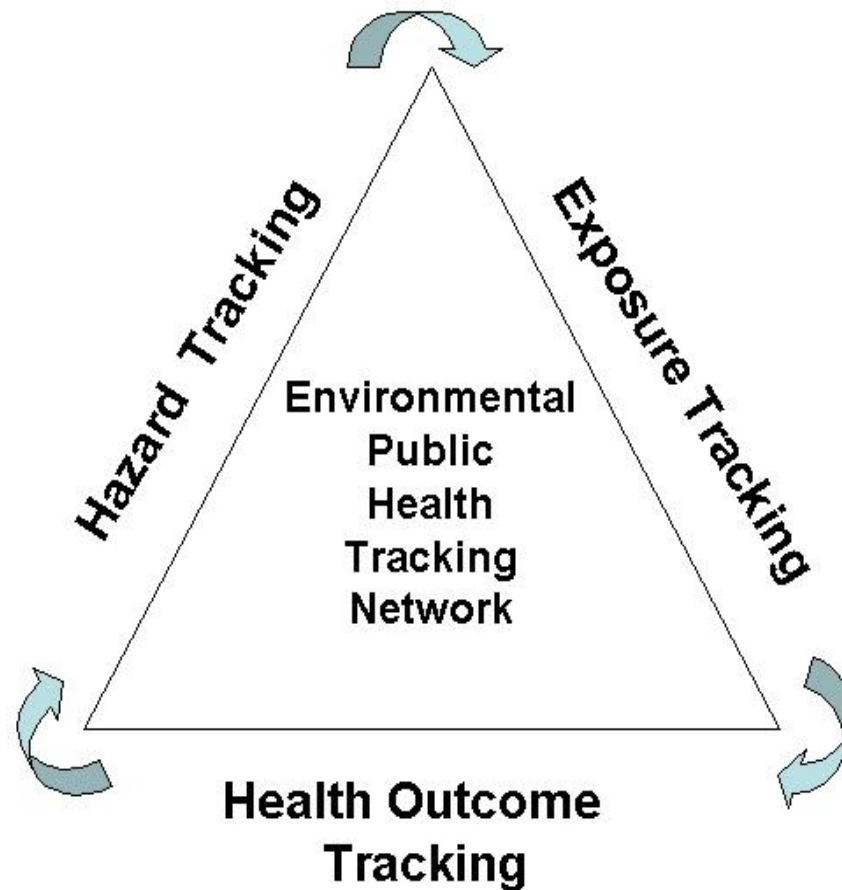 Hazard Tracking
Exposure Tracking
Environmental
Public
Health
Tracking
Network
Health Outcome
Tracking